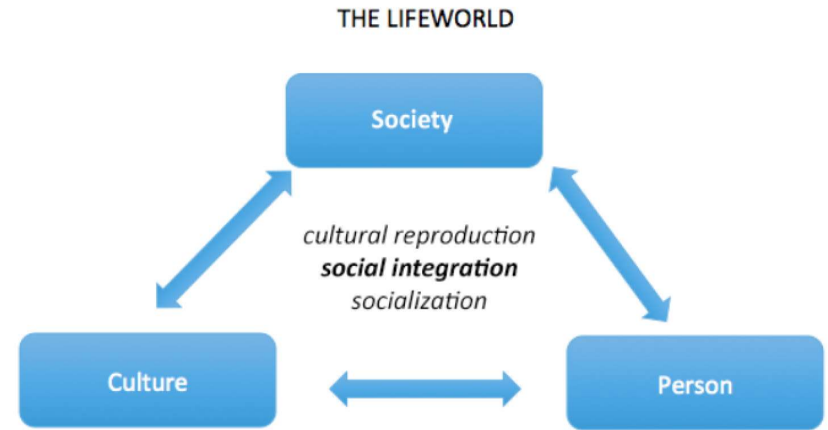 THE LIFEWORLD
Society
cultural reproduction
social integration
socialization
Culture
Person